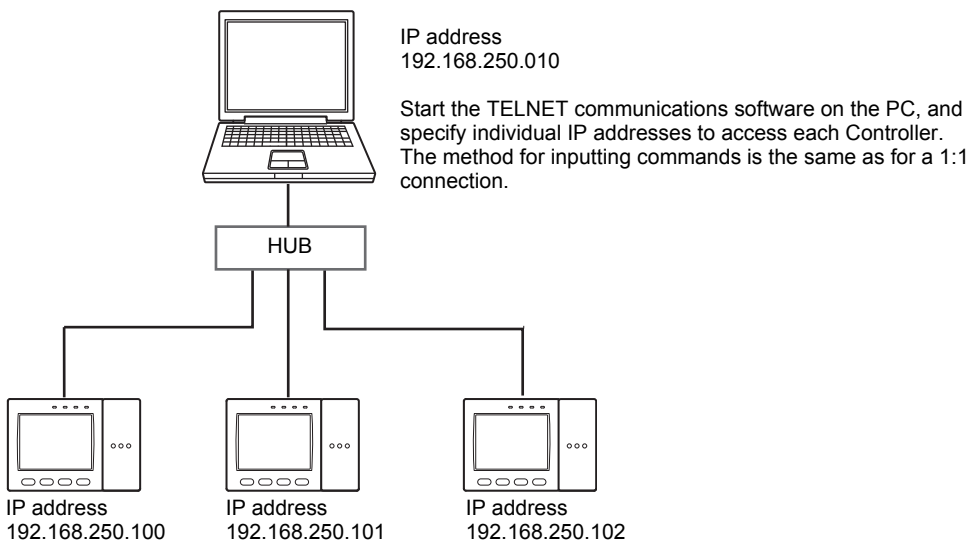 IP address
192.168.250.010
Start the TELNET communications software on the PC, and
specify individual IP addresses to access each Controller.
The method for inputting commands is the same as for a 1:1
connection.
HUB
IP address
192.168.250.100
IP address
192.168.250.101
IP address
192.168.250.102